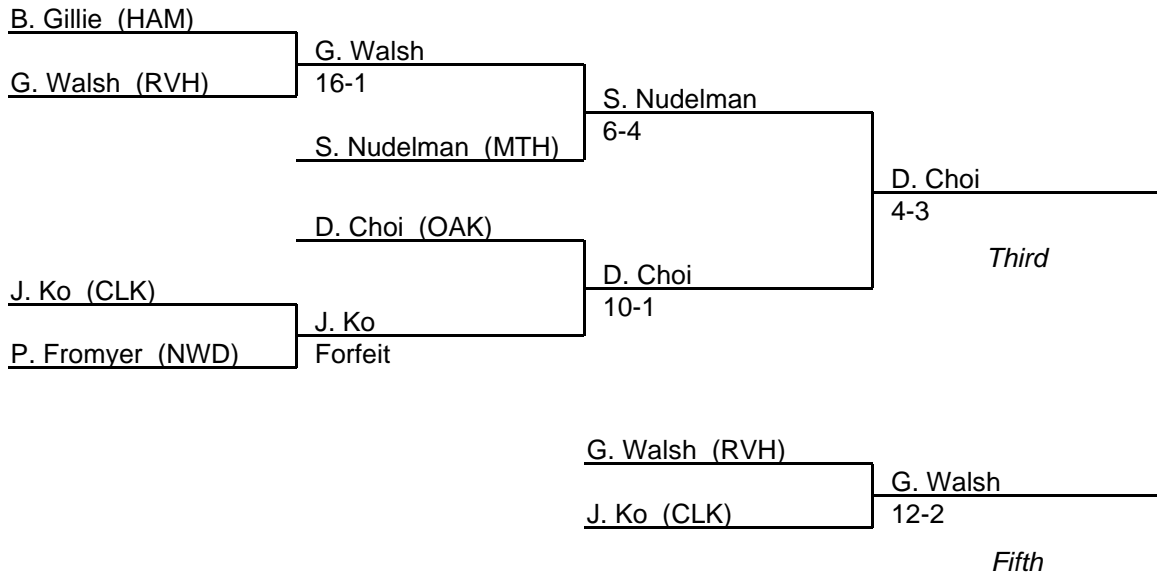 B. Gillie (HAM)
G. Walsh
G. Walsh (RVH)
16-1
S. Nudelman
6-4
S. Nudelman (MTH)
D. Choi
4-3
D. Choi (OAK)
Third
D. Choi
J. Ko (CLK)
10-1
J. Ko
P. Fromyer (NWD)
Forfeit
G. Walsh (RVH)
G. Walsh
J. Ko (CLK)
12-2
Fifth